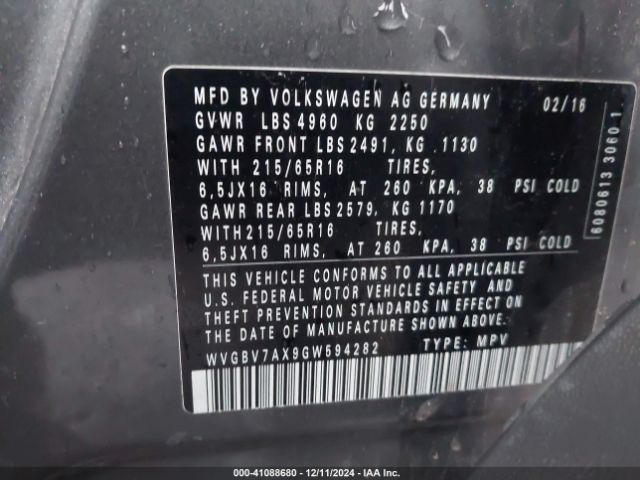 MFD BY VOLKSWAGEN AG GERMANY 02/16
GVWR LBS 4960 KG 2250
GAWR FRONT LBS 2491, KG 1130
WITH 215/65R16 TIRES,
6,5JX16 RIMS, AT 260 KPA, 38 PSI COLD
GAWR REAR LBS 2579, KG 1170
WITH 215/65R16 TIRES,
6,5JX16 RIMS, AT 260 KPA, 38 PSI COLD
THIS VEHICLE CONFORMS TO ALL APPLICABLE
U.S. FEDERAL MOTOR VEHICLE SAFETY AND
THEFT PREVENTION STANDARDS IN EFFECT ON
THE DATE OF MANUFACTURE SHOWN ABOVE.
WVGBV7AX9GW594282 TYPE: MPV
6080613 3060 1
VIN-41088680 - 12/11/2024 - IAA Inc.